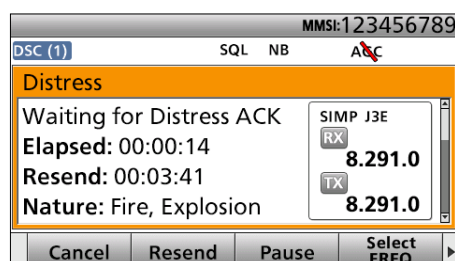 MMSI:123456789
DSC (1) SQL NB AGC
Distress
Waiting for Distress ACK
Elapsed: 00:00:14
Resend: 00:03:41
Nature: Fire, Explosion
SIMP J3E
RX
8.291.0
TX
8.291.0
Cancel Resend Pause Select FREQ